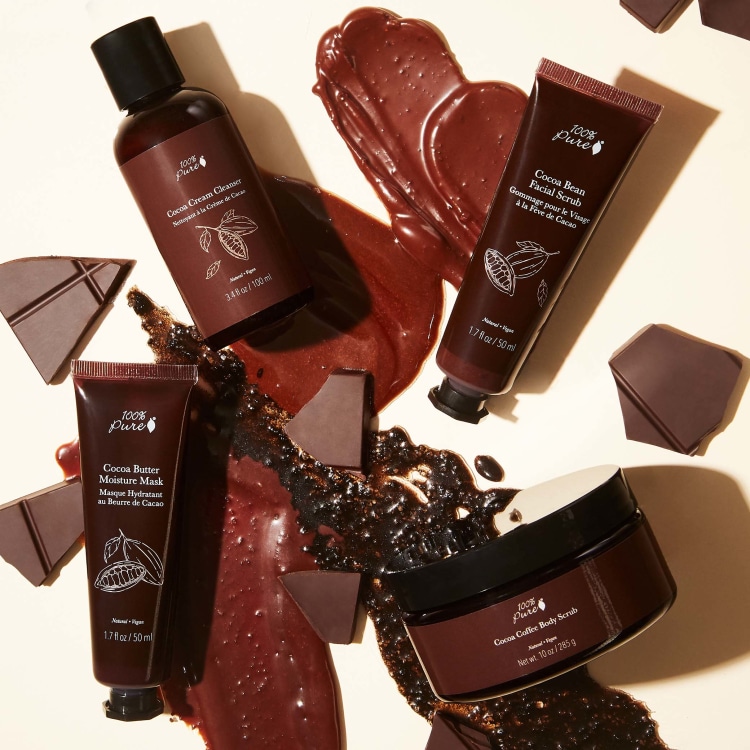 100%
Pure
Cocoa Cream Cleanser
Nettoyant à la Crème de Cacao
Natural • Vegan
3.4 fl oz / 100 ml
100%
Pure
Cocoa Bean
Facial Scrub
Gommage pour le Visage
à la Fève de Cacao
Natural • Vegan
1.7 fl oz / 50 ml
100%
Pure
Cocoa Butter
Moisture Mask
Masque Hydratant
au Beurre de Cacao
Natural • Vegan
1.7 fl oz / 50 ml
100%
Pure
Cocoa Coffee Body Scrub
Natural • Vegan
Net wt. 10 oz / 285 g